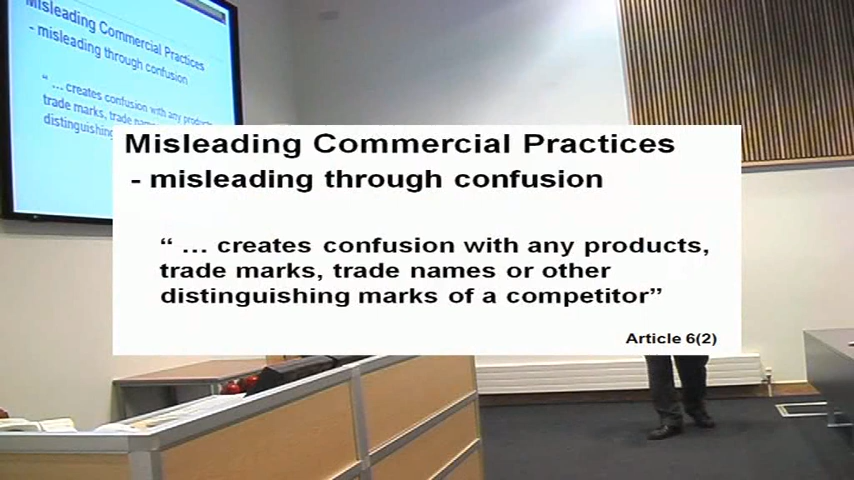 Misleading Commercial Practices
- misleading through confusion
“ … creates confusion with any products,
trade marks, trade names or other
distinguishing marks of a competitor”
Article 6(2)
Misleading Commercial Practices
- misleading through confusion
“ … creates confusion with any products,
trade marks, trade
distinguishing